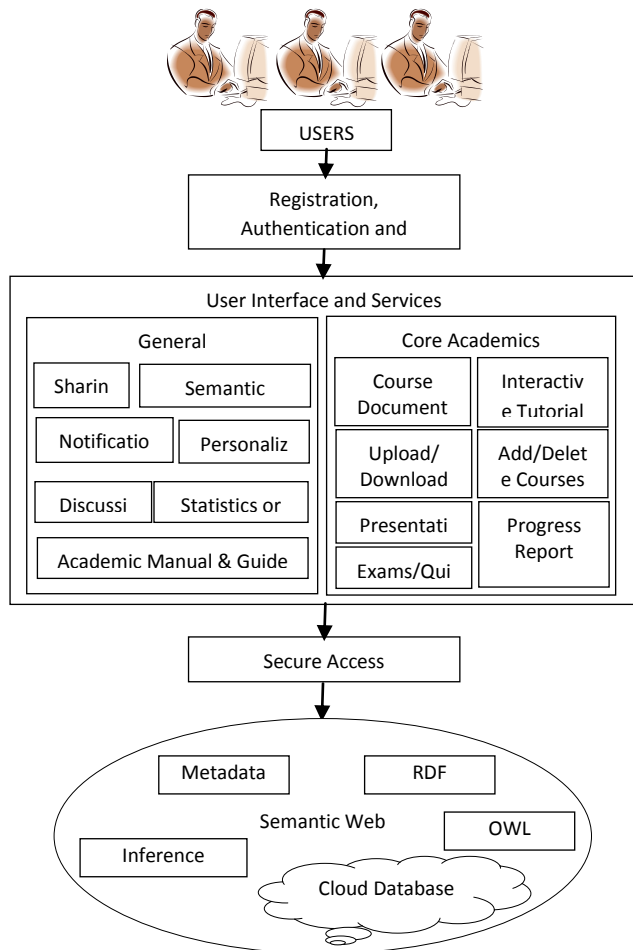 USERS
Registration,
Authentication and
User Interface and Services
General
Sharin
Semantic
Notificatio
Personaliz
Discussi
Statistics or
Academic Manual & Guide
Core Academics
Course
Document
Interactiv
e Tutorial
Upload/
Download
Add/Delet
e Courses
Presentati
Progress
Report
Exams/Qui
Secure Access
Metadata
RDF
Semantic Web
OWL
Inference
Cloud Database